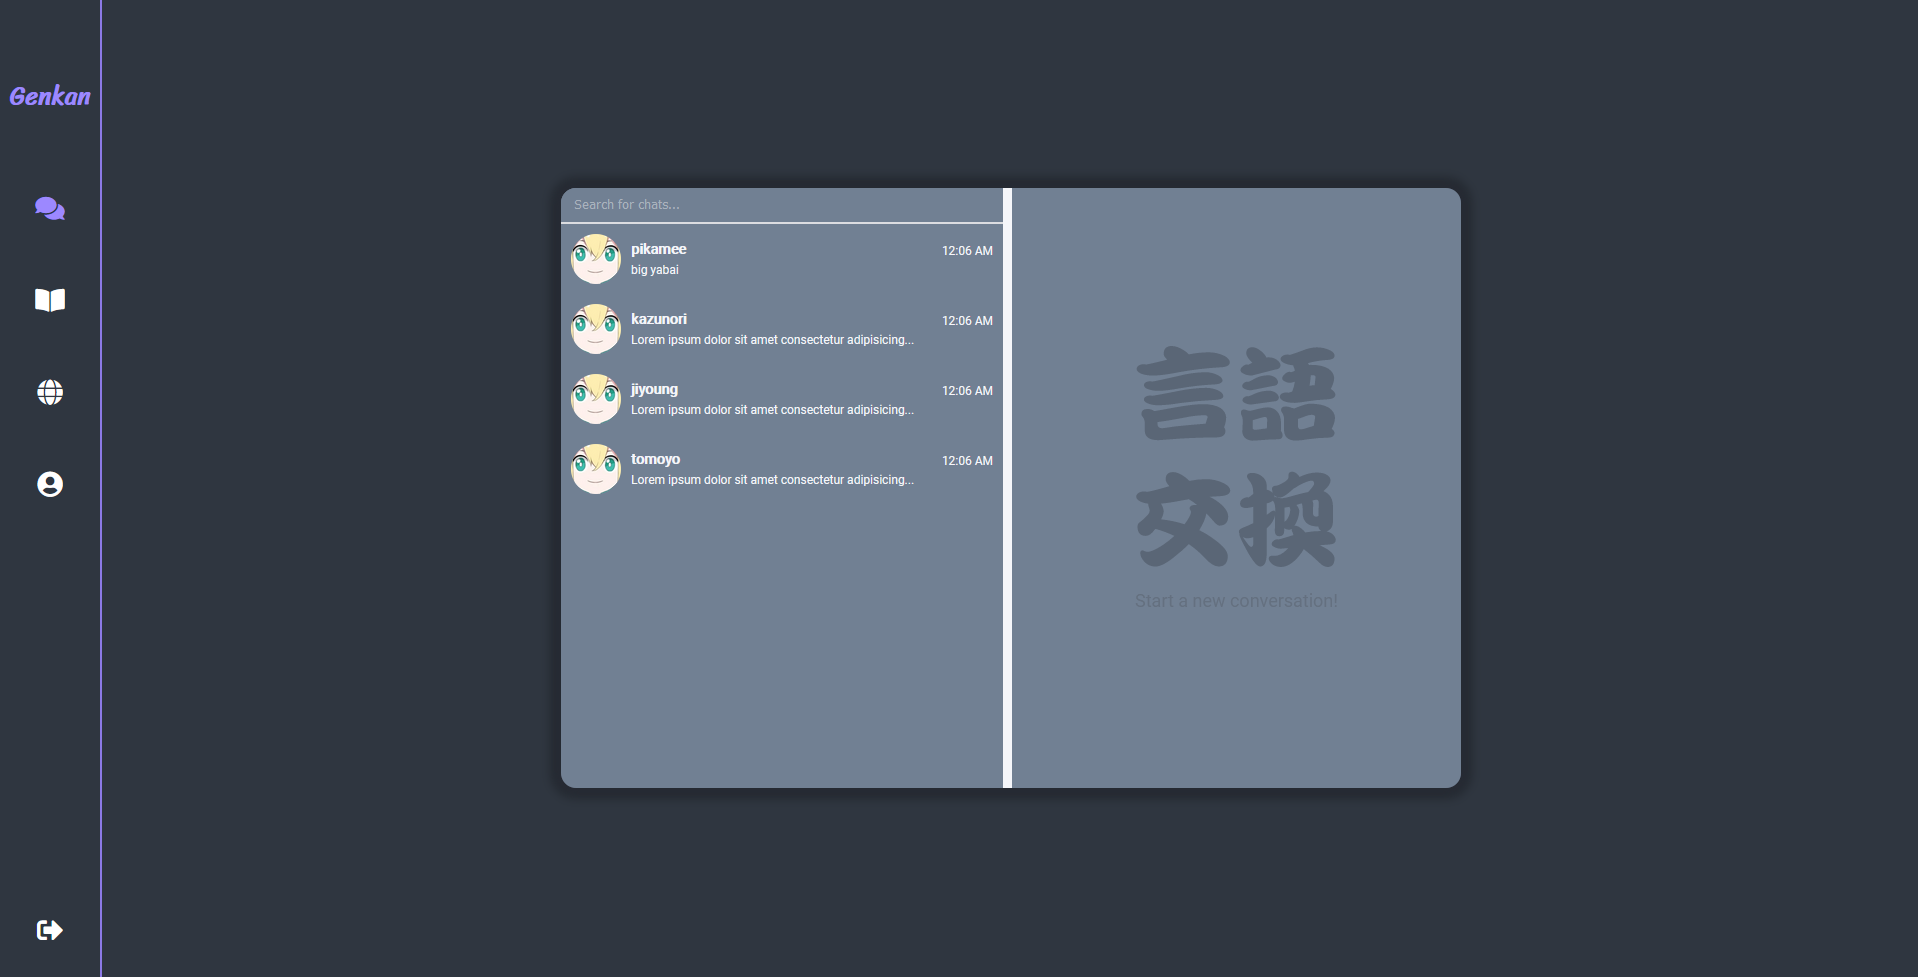 Genkan
Search for chats...
pikamee
12:06 AM
big yabai
kazunori
12:06 AM
Lorem ipsum dolor sit amet consectetur adipisicing...
jiyoung
12:06 AM
Lorem ipsum dolor sit amet consectetur adipisicing...
tomoyo
12:06 AM
Lorem ipsum dolor sit amet consectetur adipisicing...
言語
交換
Start a new conversation!